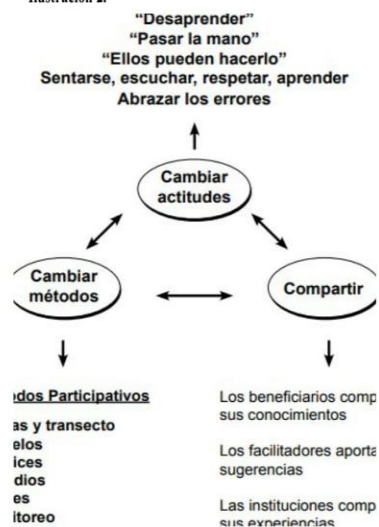 “Desaprender”
“Pasar la mano”
“Ellos pueden hacerlo”
Sentarse, escuchar, respetar, aprender
Abrazar los errores
Cambiar
actitudes
Cambiar
métodos
Compartir
Participativos
y transecto
Los beneficiarios
sus conocimientos
Los facilitadores
sugerencias
Las instituciones
sus experiencias